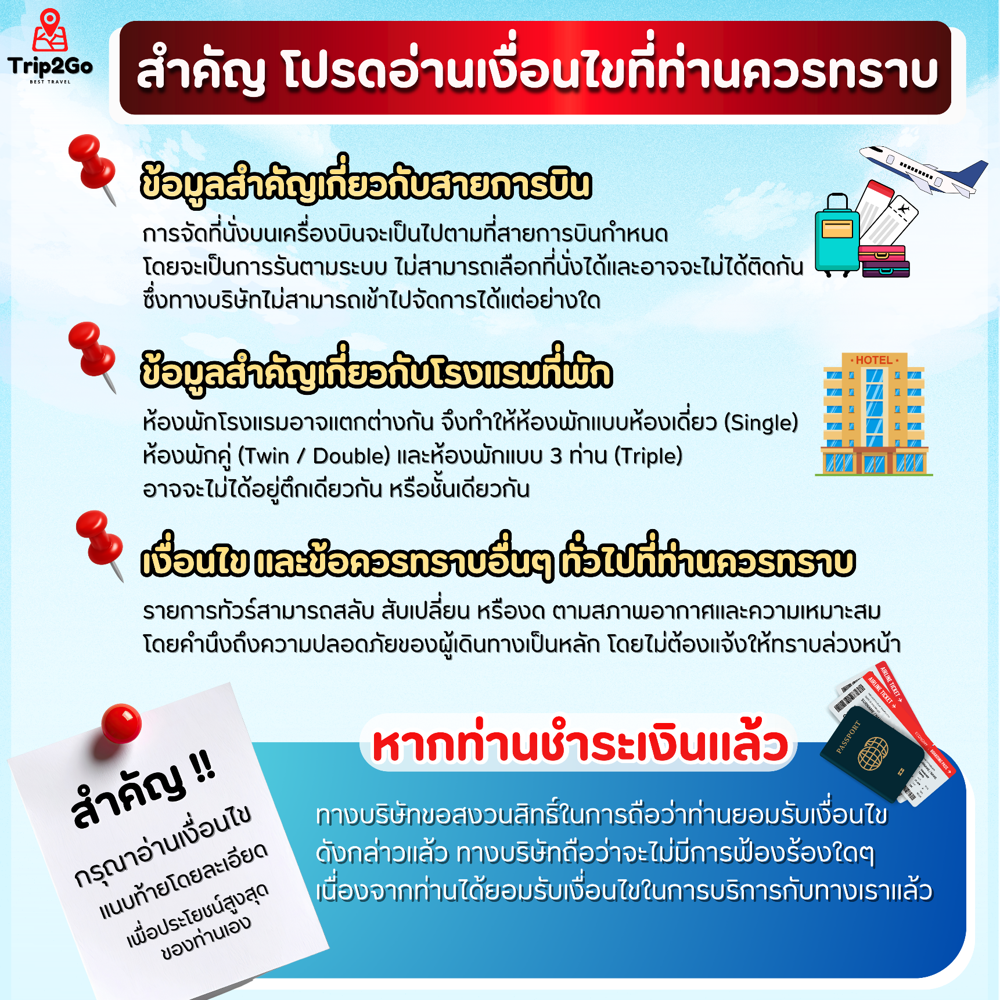 Trip2Go
BEST TRAVEL
สำคัญ โปรดอ่านเงื่อนไขที่ท่านควรทราบ
ข้อมูลสำคัญเกี่ยวกับสายการบิน
การจัดที่นั่งบนเครื่องบินจะเป็นไปตามที่สายการบินกำหนด
โดยจะเป็นการรันตามระบบ ไม่สามารถเลือกที่นั่งได้และอาจจะไม่ได้ติดกัน
ซึ่งทางบริษัทไม่สามารถเข้าไปจัดการได้แต่อย่างใด
ข้อมูลสำคัญเกี่ยวกับโรงแรมที่พัก
HOTEL
ห้องพักโรงแรมอาจแตกต่างกัน จึงทำให้ห้องพักแบบห้องเดี่ยว (Single)
ห้องพักคู่ (Twin / Double) และห้องพักแบบ 3 ท่าน (Triple)
อาจจะไม่ได้อยู่ตึกเดียวกัน หรือชั้นเดียวกัน
เงื่อนไข และข้อควรทราบอื่นๆ ทั่วไปที่ท่านควรทราบ
รายการทัวร์สามารถสลับ สับเปลี่ยน หรืองด ตามสภาพอากาศและความเหมาะสม
โดยคำนึงถึงความปลอดภัยของผู้เดินทางเป็นหลัก โดยไม่ต้องแจ้งให้ทราบล่วงหน้า
AIRLINE TICKET
AIRLINE TICKET
PASSPORT
ECONOMY
BOARDING PASS
สำคัญ !!
กรุณาอ่านเงื่อนไข
แนบท้ายโดยละเอียด
เพื่อประโยชน์สูงสุด
ของท่านเอง
หากท่านชำระเงินแล้ว
ทางบริษัทขอสงวนสิทธิ์ในการถือว่าท่านยอมรับเงื่อนไข
ดังกล่าวแล้ว ทางบริษัทถือว่าจะไม่มีการฟ้องร้องใดๆ
เนื่องจากท่านได้ยอมรับเงื่อนไขในการบริการกับทางเราแล้ว